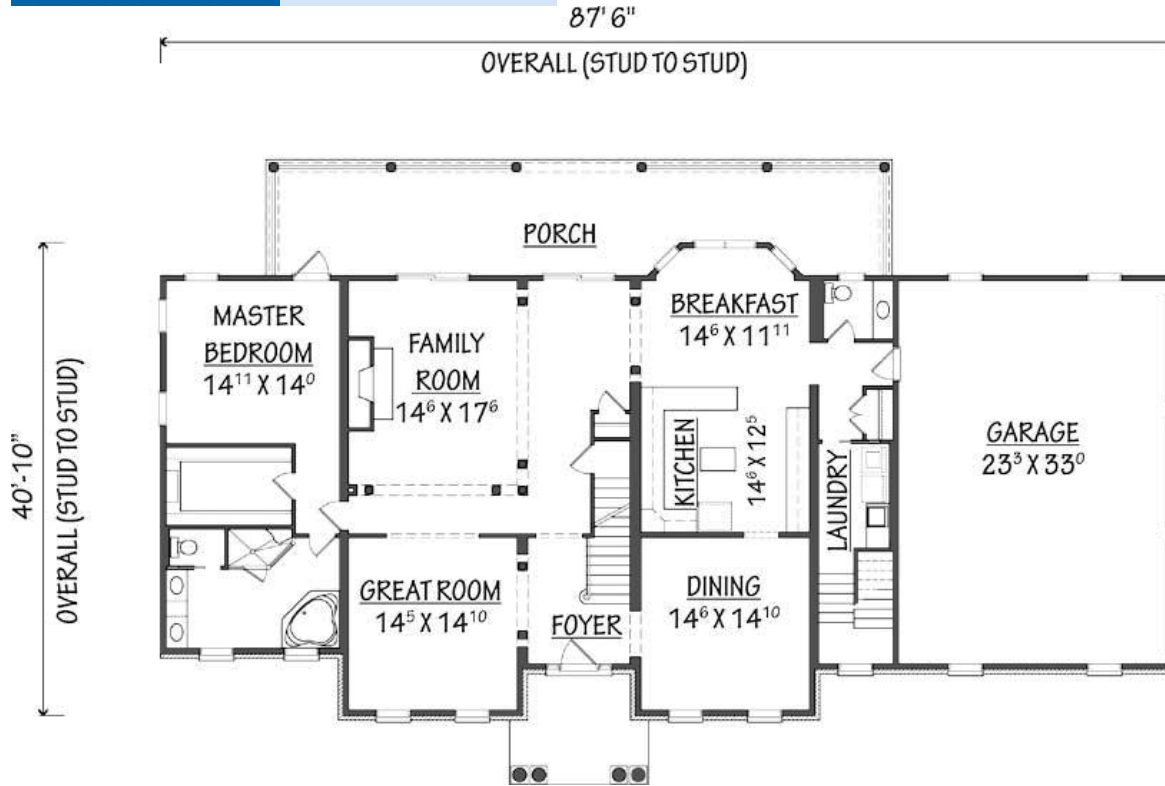 87' 6"
OVERALL (STUD TO STUD)
40'-10"
OVERALL (STUD TO STUD)
PORCH
MASTER
BEDROOM
14¹¹ X 14⁰
FAMILY
ROOM
14⁶ X 17⁶
BREAKFAST
14⁶ X 11¹¹
KITCHEN
14⁶ X 12⁵
LAUNDRY
GARAGE
23³ X 33⁰
GREAT ROOM
14⁵ X 14¹⁰
FOYER
DINING
14⁶ X 14¹⁰